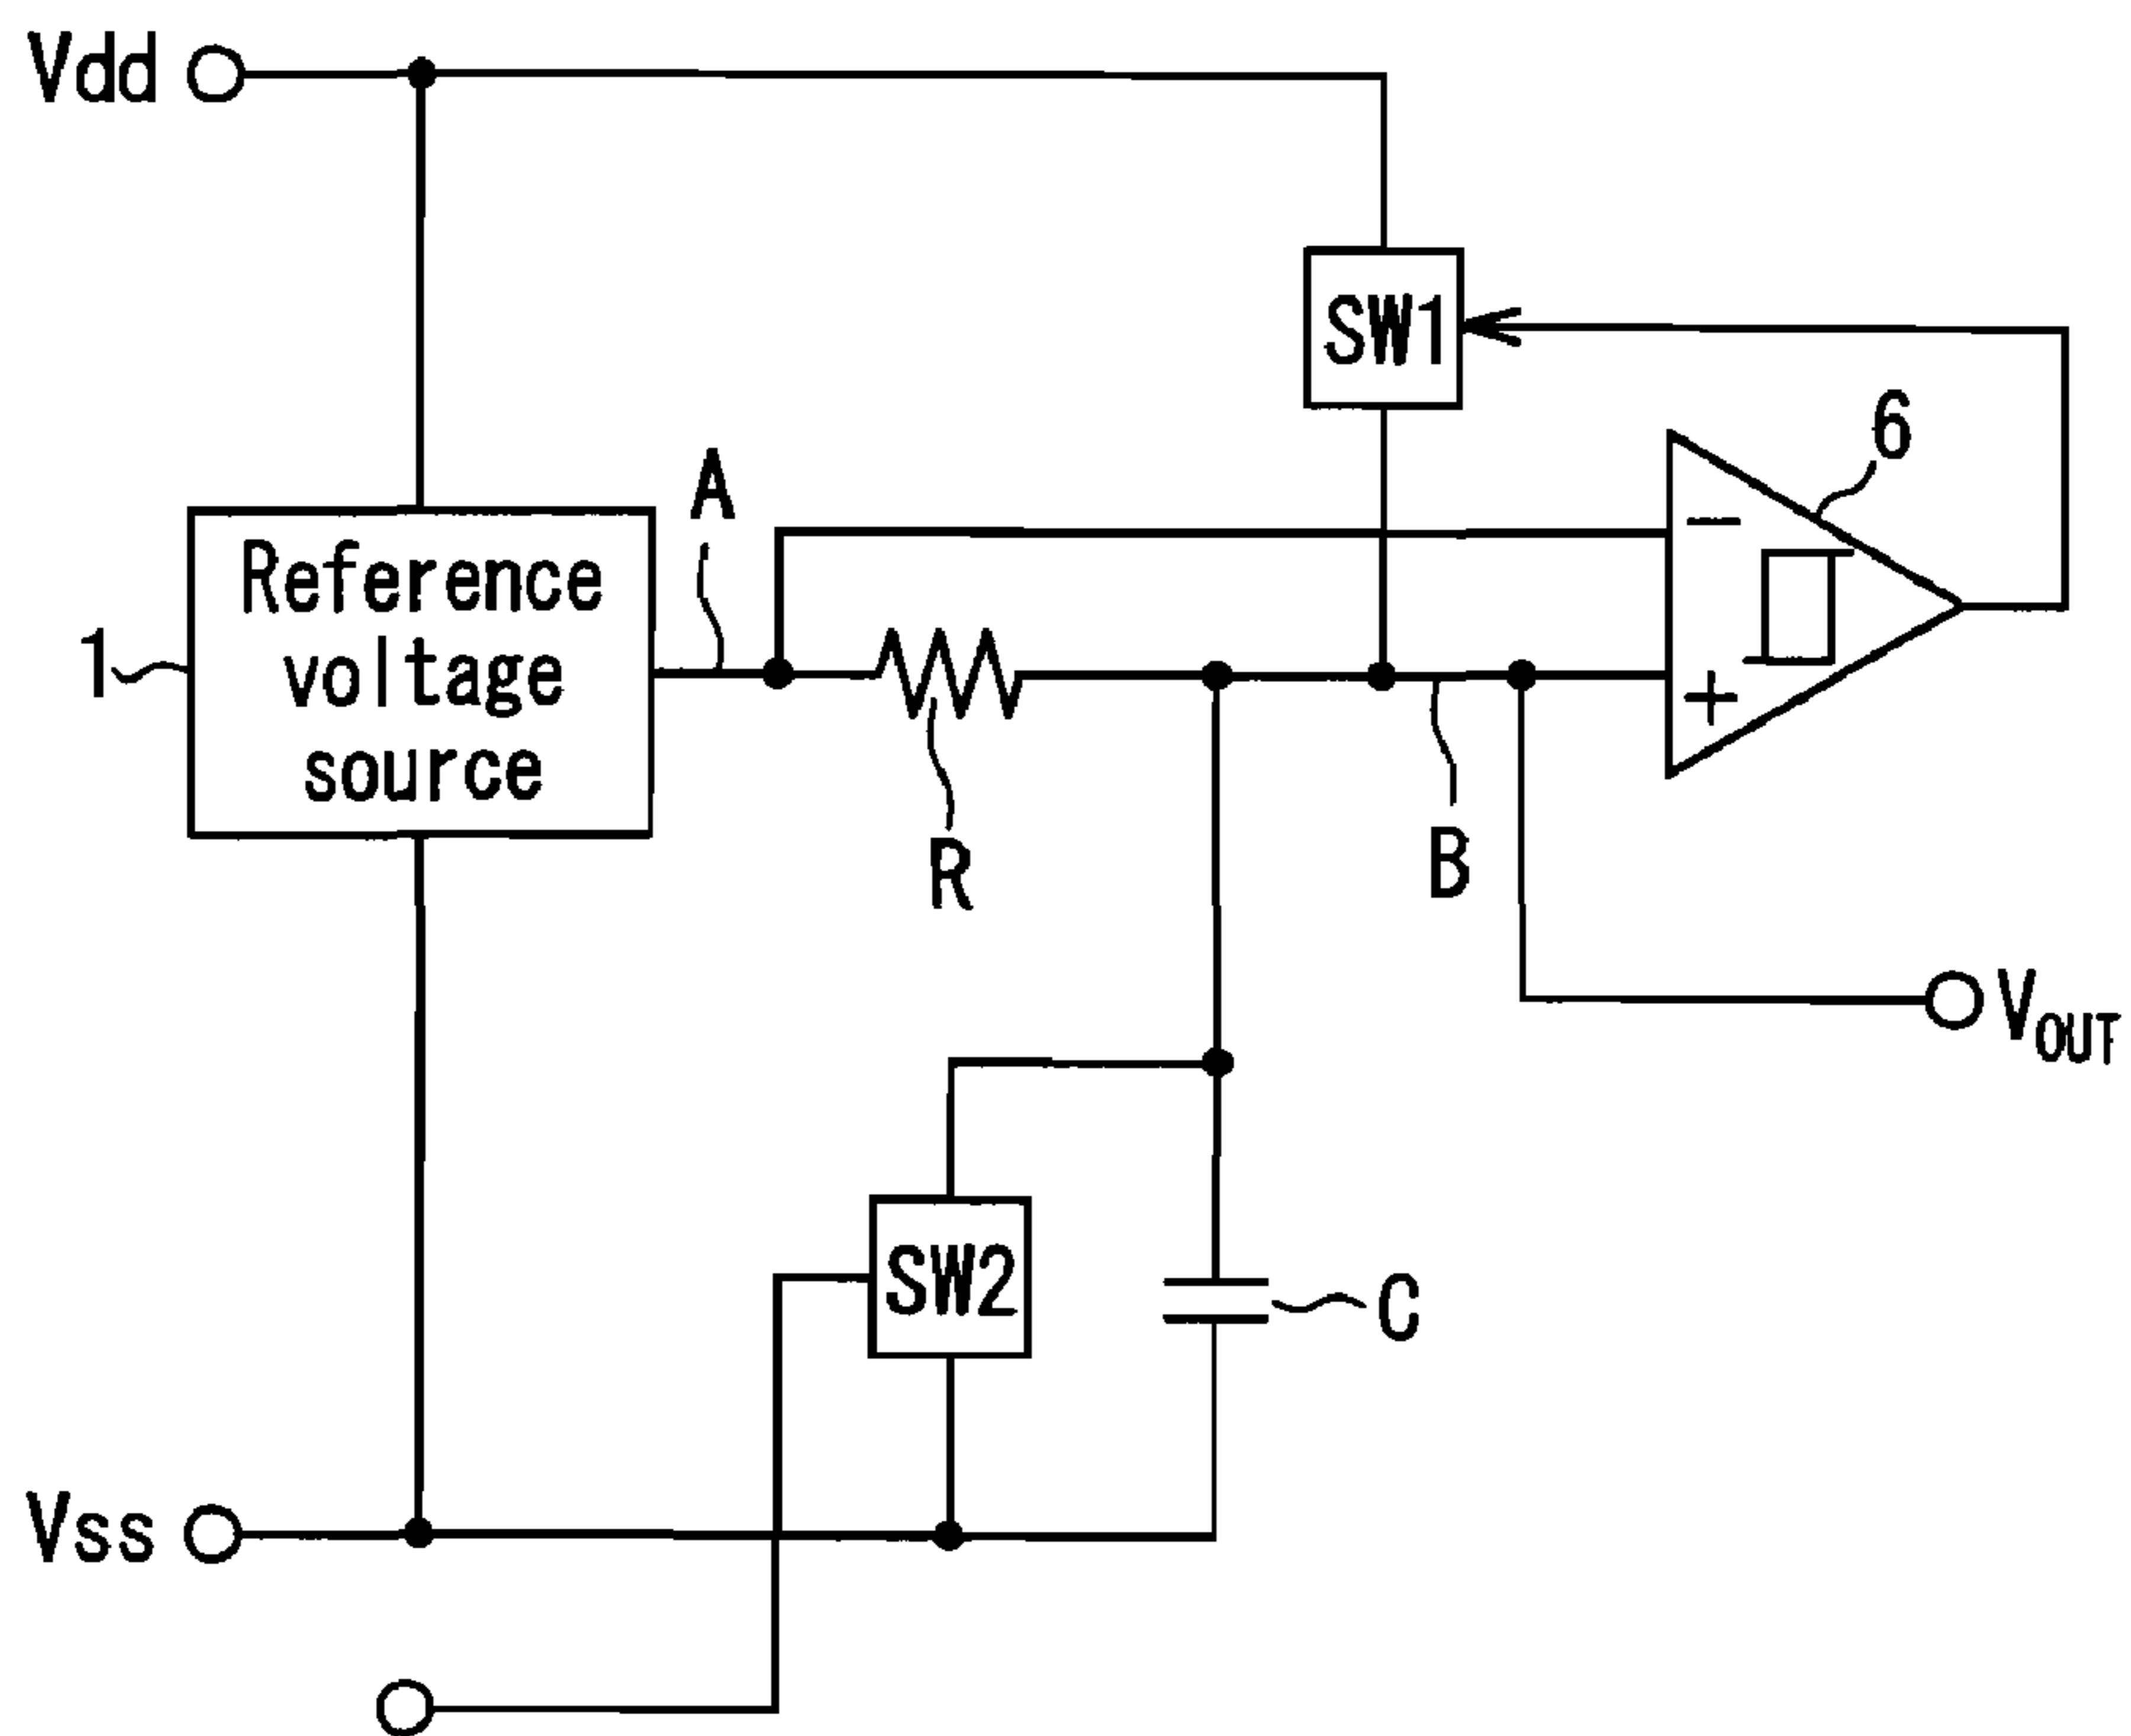 Vdd
SW1
6
A
Reference
voltage
source
1
−
+
R
B
VOUT
SW2
C
Vss